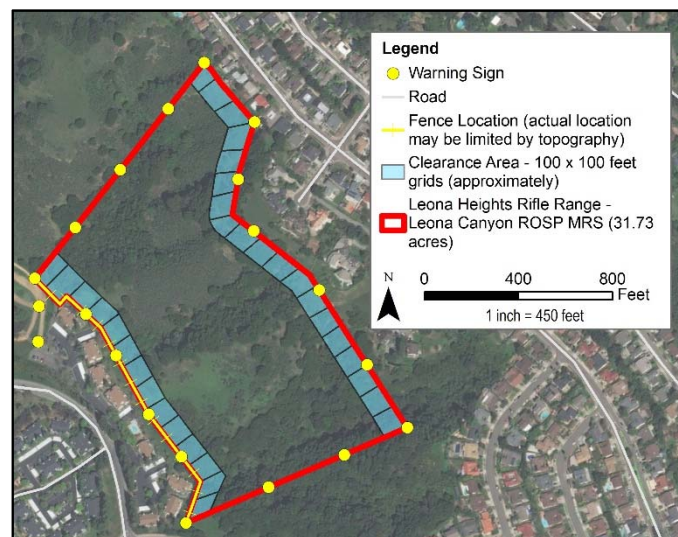 Legend
Warning Sign
Road
Fence Location (actual location
may be limited by topography)
Clearance Area - 100 x 100 feet
grids (approximately)
Leona Heights Rifle Range -
Leona Canyon ROSP MRS (31.73
acres)
N
0 400 800
Feet
1 inch = 450 feet